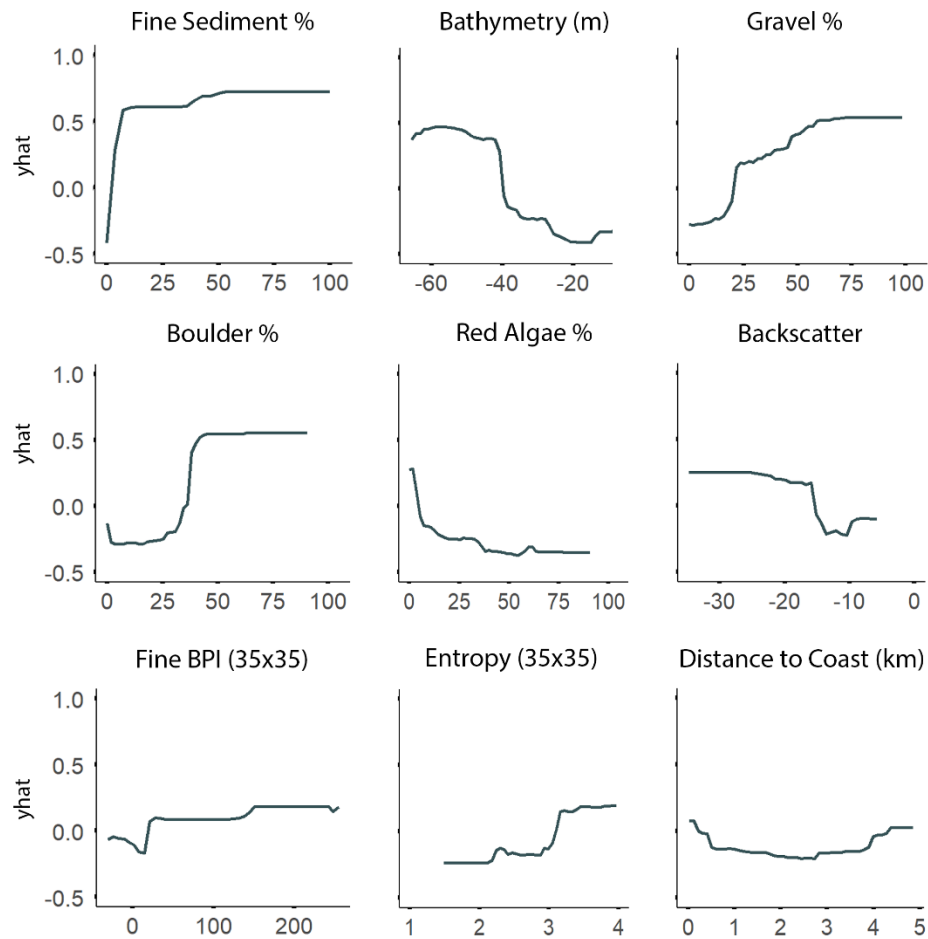 Fine Sediment % Bathymetry (m) Gravel %
1.0
0.5
yhat
0.0
-0.5
0 25 50 75 100 -60 -40 -20 0 25 50 75 100
Boulder % Red Algae % Backscatter
1.0
0.5
yhat
0.0
-0.5
0 25 50 75 100 0 25 50 75 100 -30 -20 -10 0
Fine BPI (35x35) Entropy (35x35) Distance to Coast (km)
1.0
0.5
yhat
0.0
-0.5
0 100 200 1 2 3 4 0 1 2 3 4 5